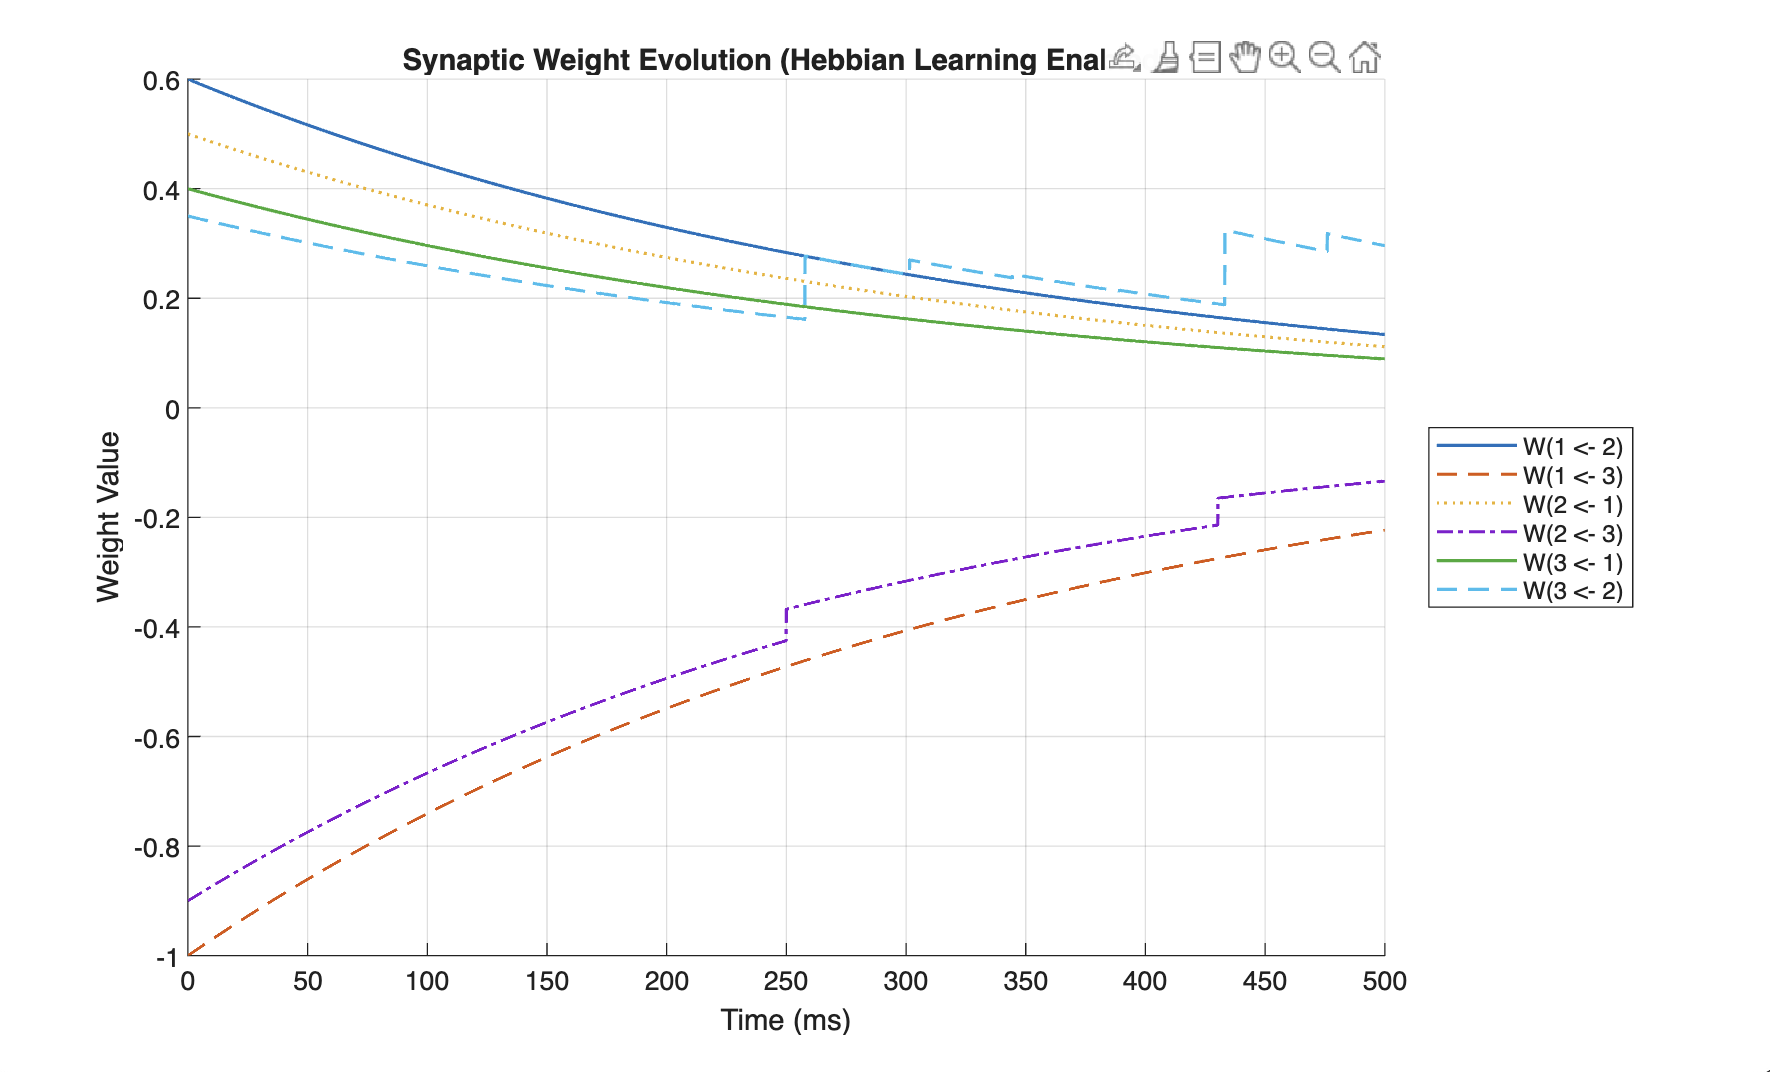 Synaptic Weight Evolution (Hebbian Learning Enal
0.6
0.4
0.2
0
-0.2
-0.4
-0.6
-0.8
-1
Weight Value
0 50 100 150 200 250 300 350 400 450 500
Time (ms)
W(1 <- 2)
W(1 <- 3)
W(2 <- 1)
W(2 <- 3)
W(3 <- 1)
W(3 <- 2)